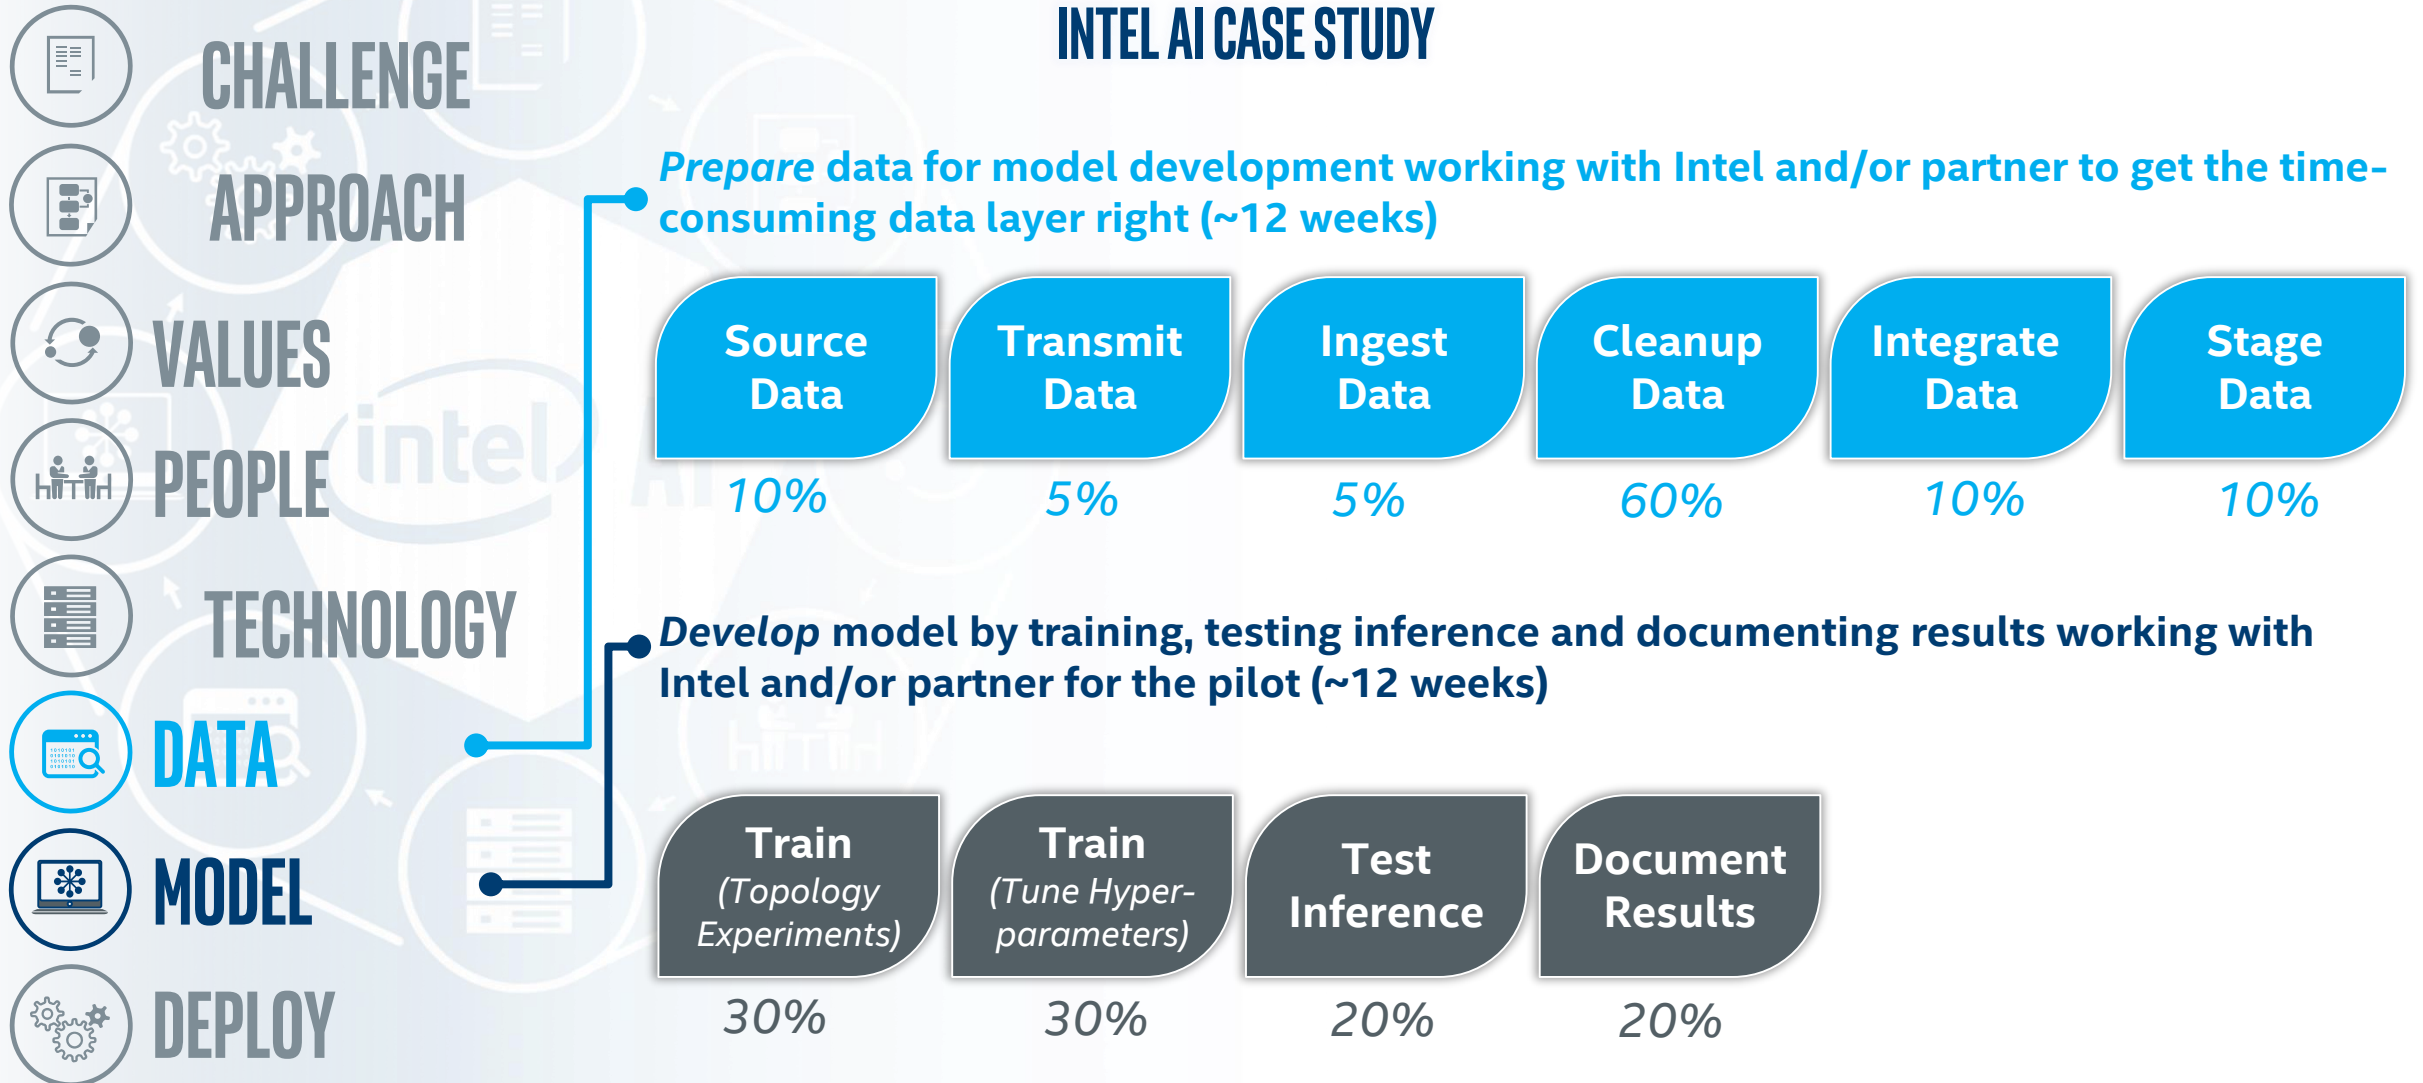 INTEL AI CASE STUDY
CHALLENGE
APPROACH
VALUES
PEOPLE
TECHNOLOGY
DATA
MODEL
DEPLOY
intel
AI
Prepare data for model development working with Intel and/or partner to get the time-
consuming data layer right (~12 weeks)
Source
Data
10%
Transmit
Data
5%
Ingest
Data
5%
Cleanup
Data
60%
Integrate
Data
10%
Stage
Data
10%
Develop model by training, testing inference and documenting results working with
Intel and/or partner for the pilot (~12 weeks)
Train
(Topology
Experiments)
30%
Train
(Tune Hyper-
parameters)
30%
Test
Inference
20%
Document
Results
20%